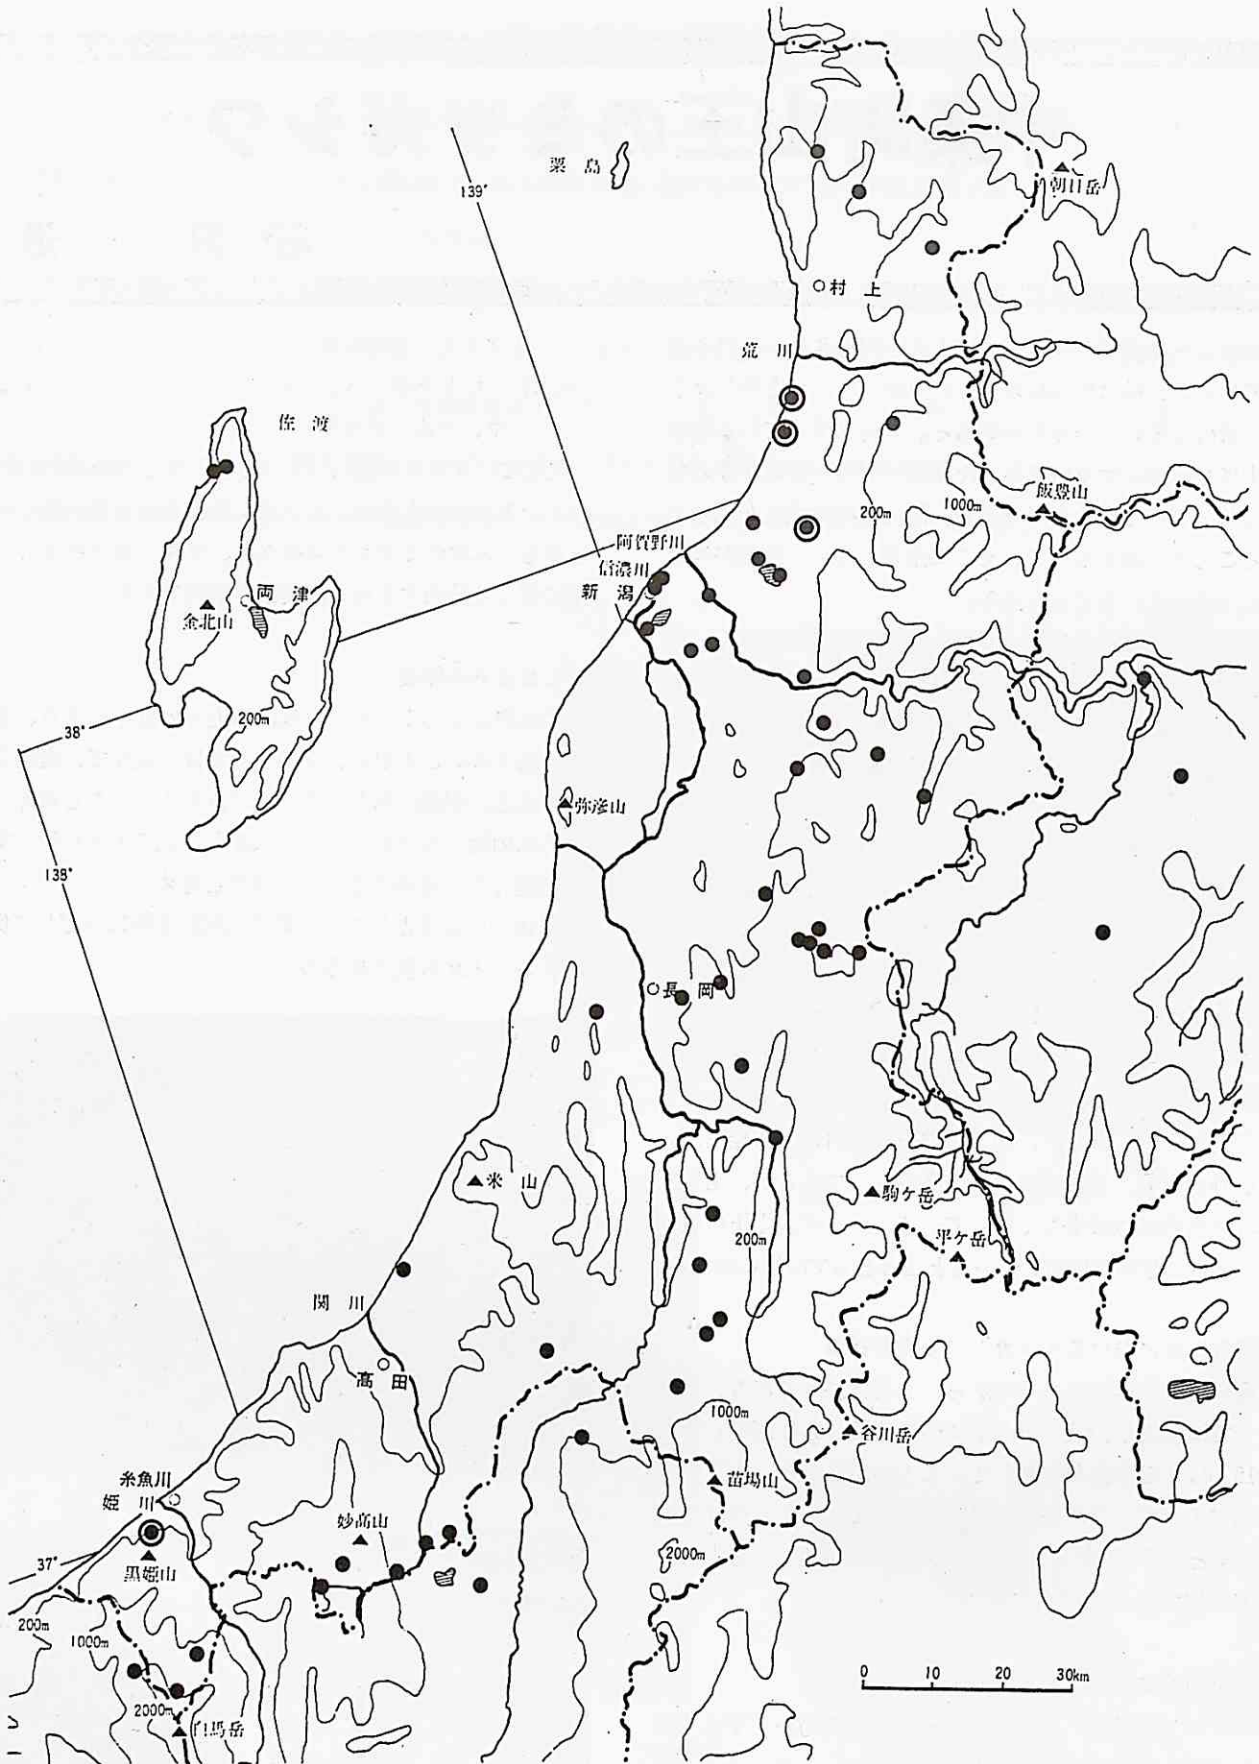 139°
粟島
朝日岳
村上
荒川
佐渡
飯豊山
1000m
200m
阿賀野川
信濃川
新潟
両津
金北山
200m
38°
弥彦山
138°
長岡
米山
駒ヶ岳
平ヶ岳
200m
関川
高田
1000m
谷川岳
糸魚川
姫川
苗場山
妙高山
2000m
37°
黒姫山
200m
1000m
2000m
馬岳
0 10 20 30km